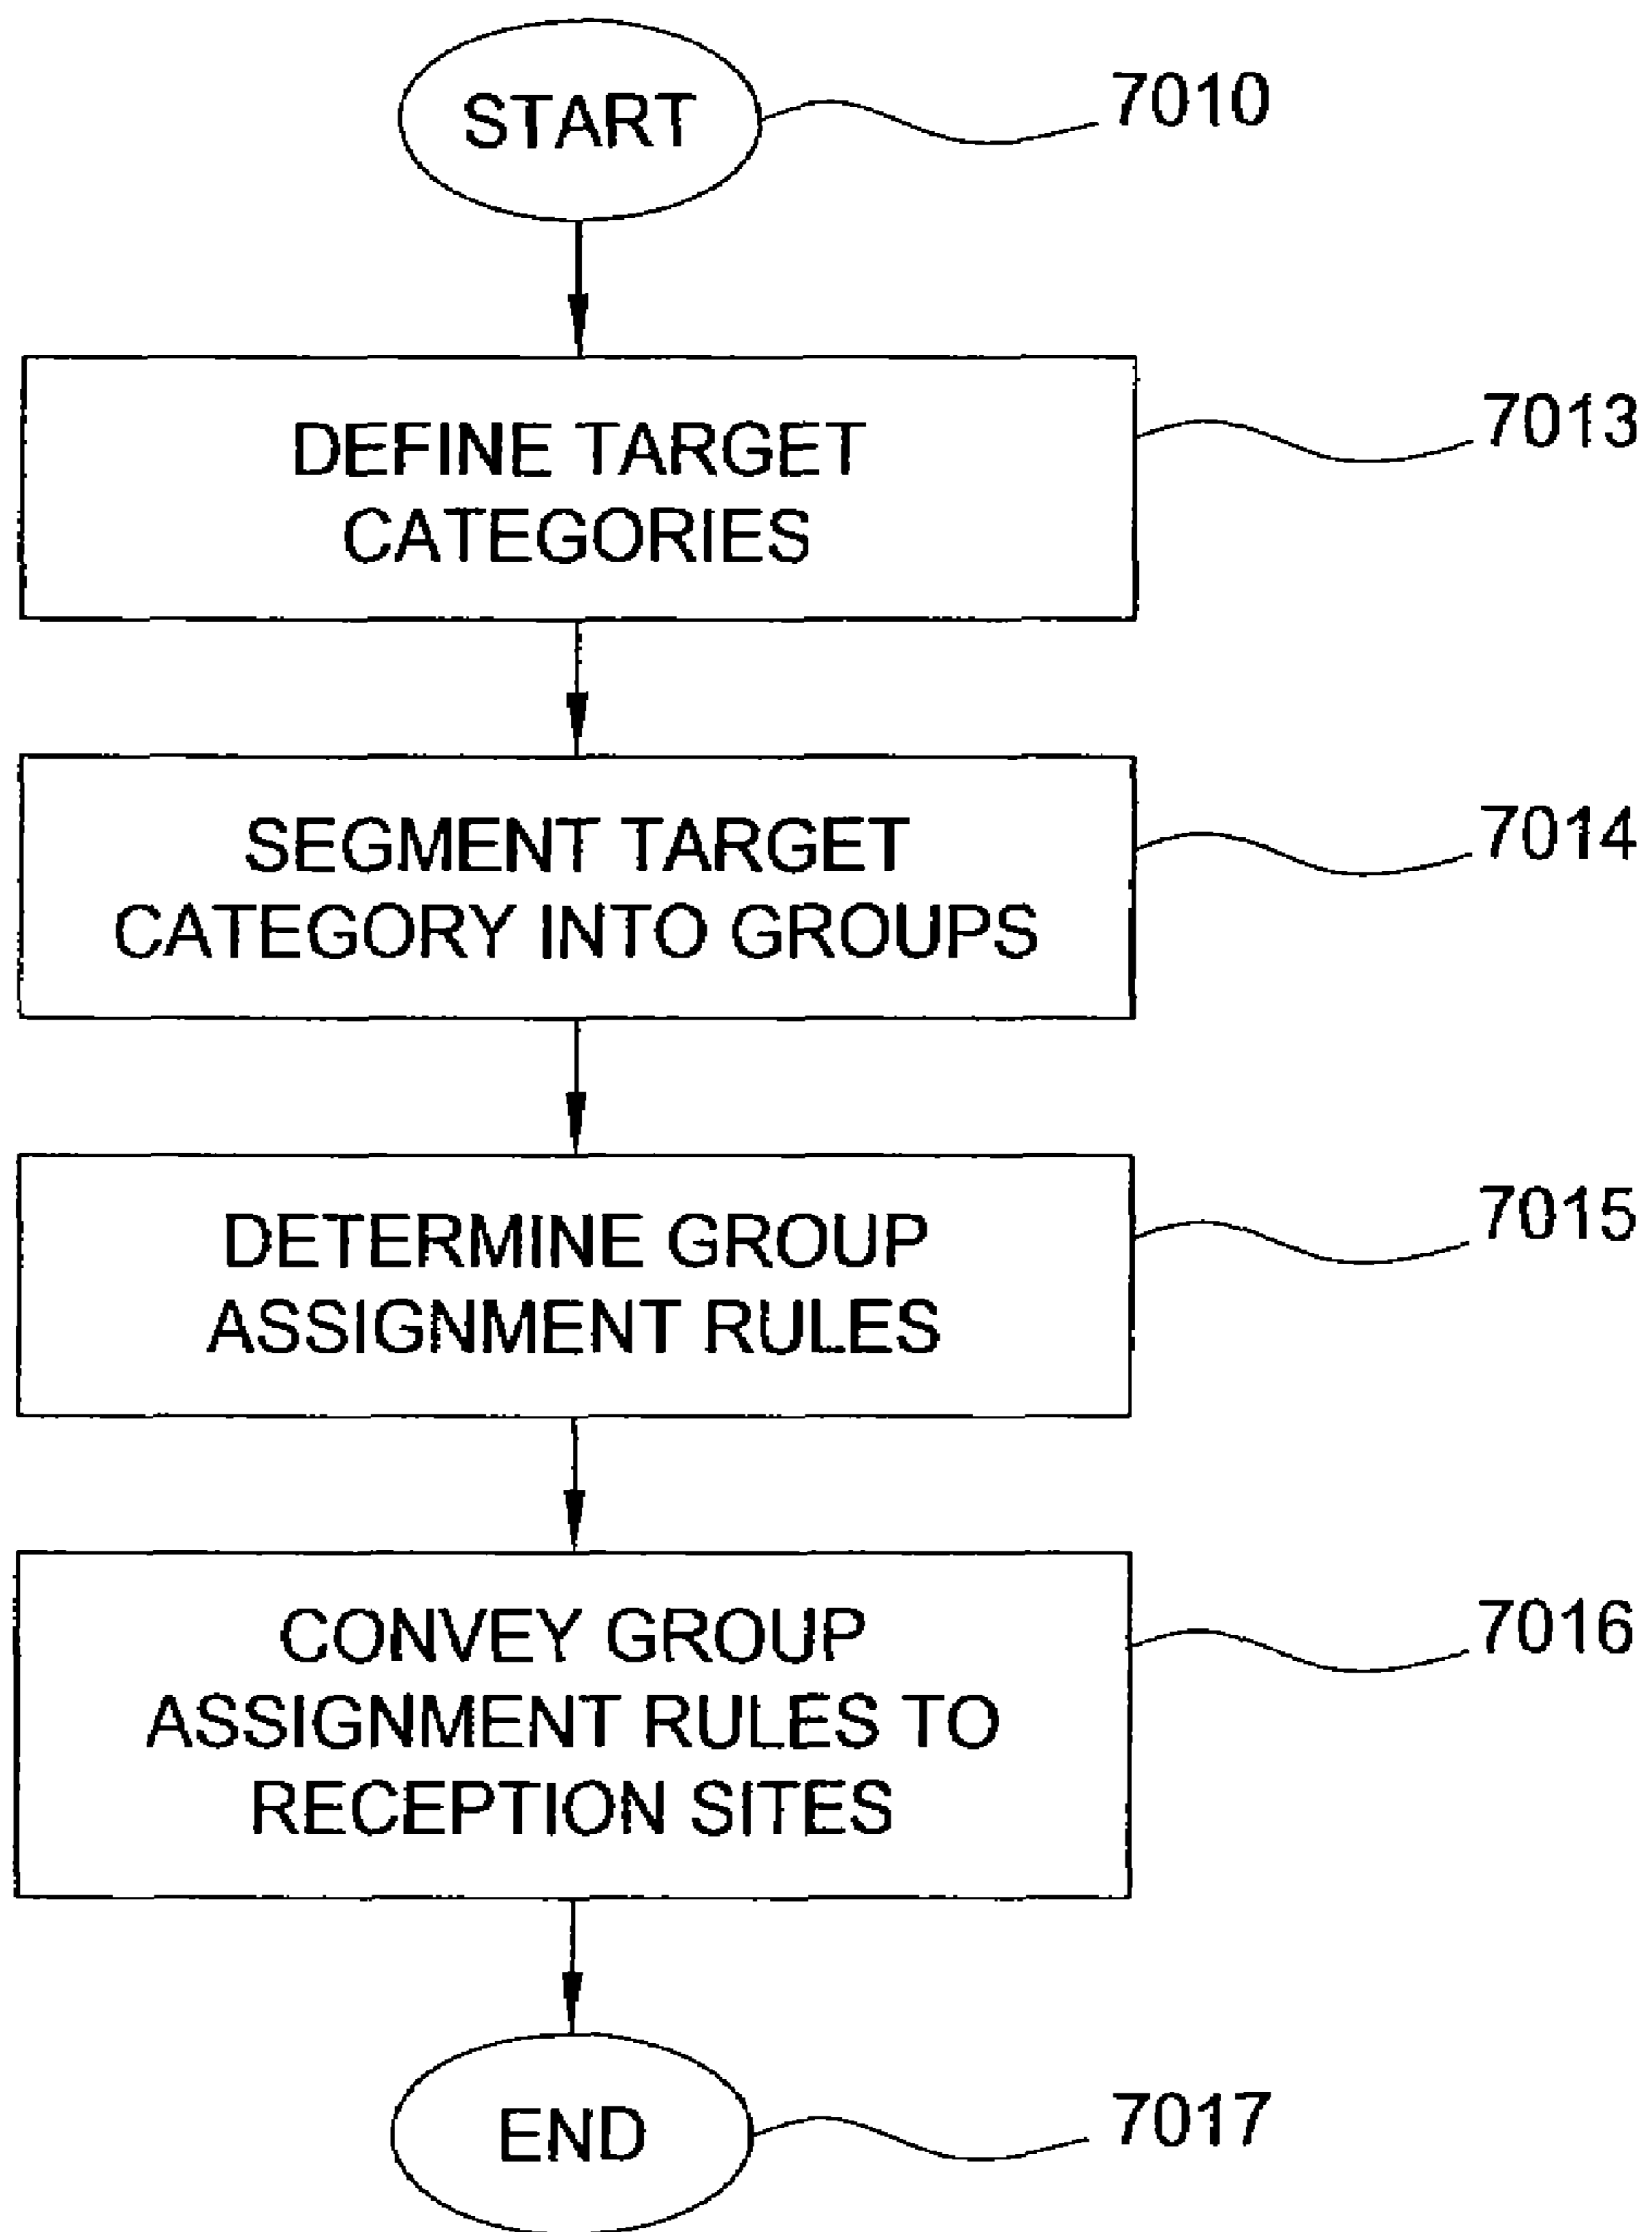 START
7010
DEFINE TARGET
CATEGORIES
7013
SEGMENT TARGET
CATEGORY INTO GROUPS
7014
DETERMINE GROUP
ASSIGNMENT RULES
7015
CONVEY GROUP
ASSIGNMENT RULES TO
RECEPTION SITES
7016
END
7017